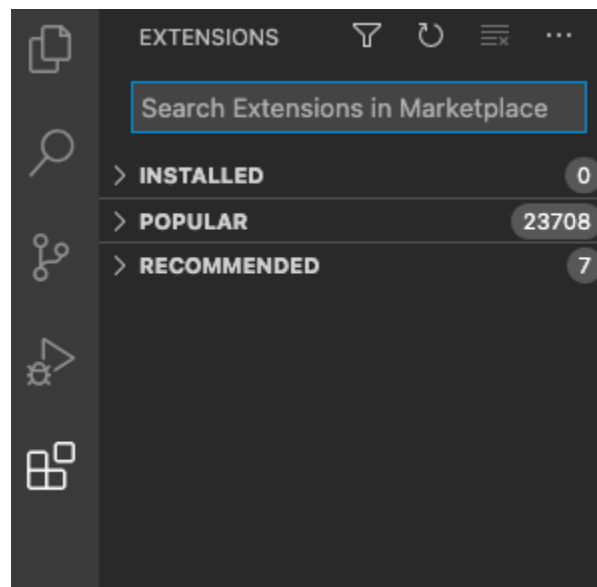 EXTENSIONS
Search Extensions in Marketplace
INSTALLED 0
POPULAR 23708
RECOMMENDED 7